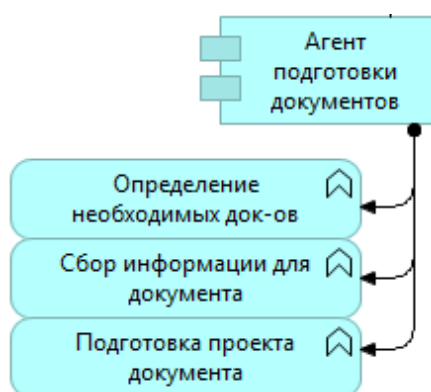 Агент
подготовки
документов
Определение
необходимых док-ов
Сбор информации для
документа
Подготовка проекта
документа